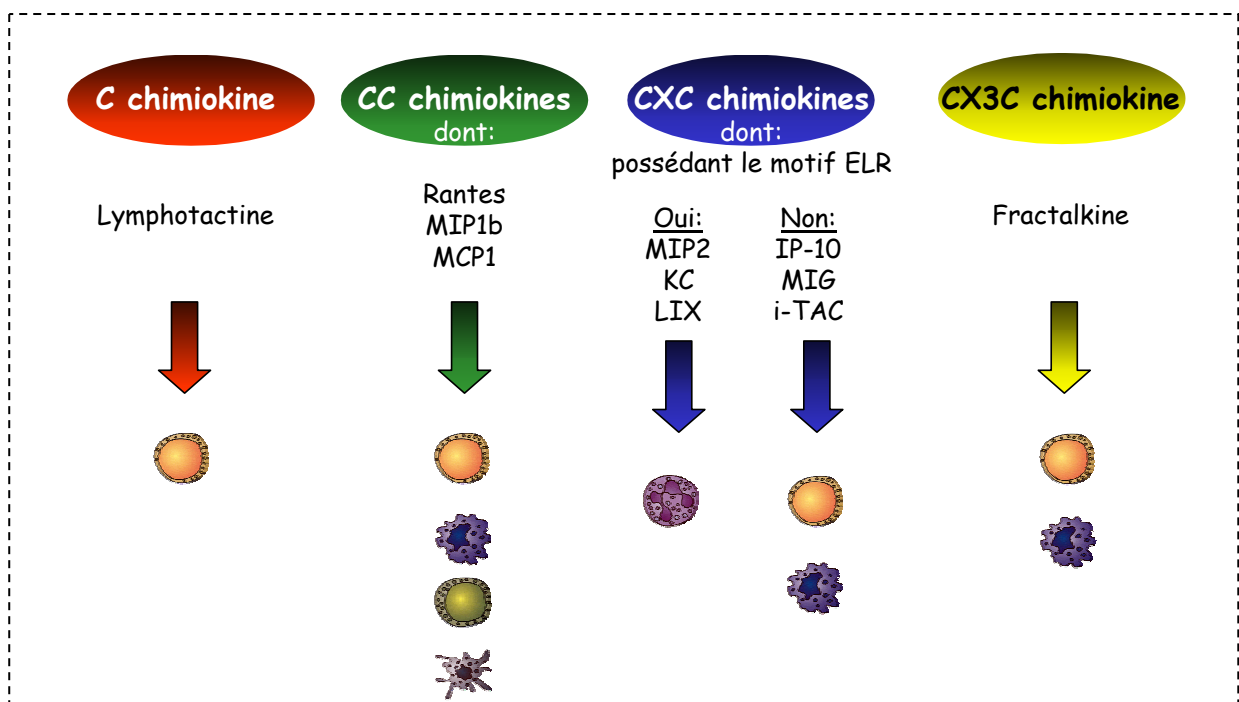 C chimiokine
CC chimiokines
dont:
CXC chimiokines
dont:
CX3C chimiokine
possédant le motif ELR
Lymphotactine
Rantes
MIP1b
MCP1
Oui:
MIP2
KC
LIX
Non:
IP-10
MIG
i-TAC
Fractalkine